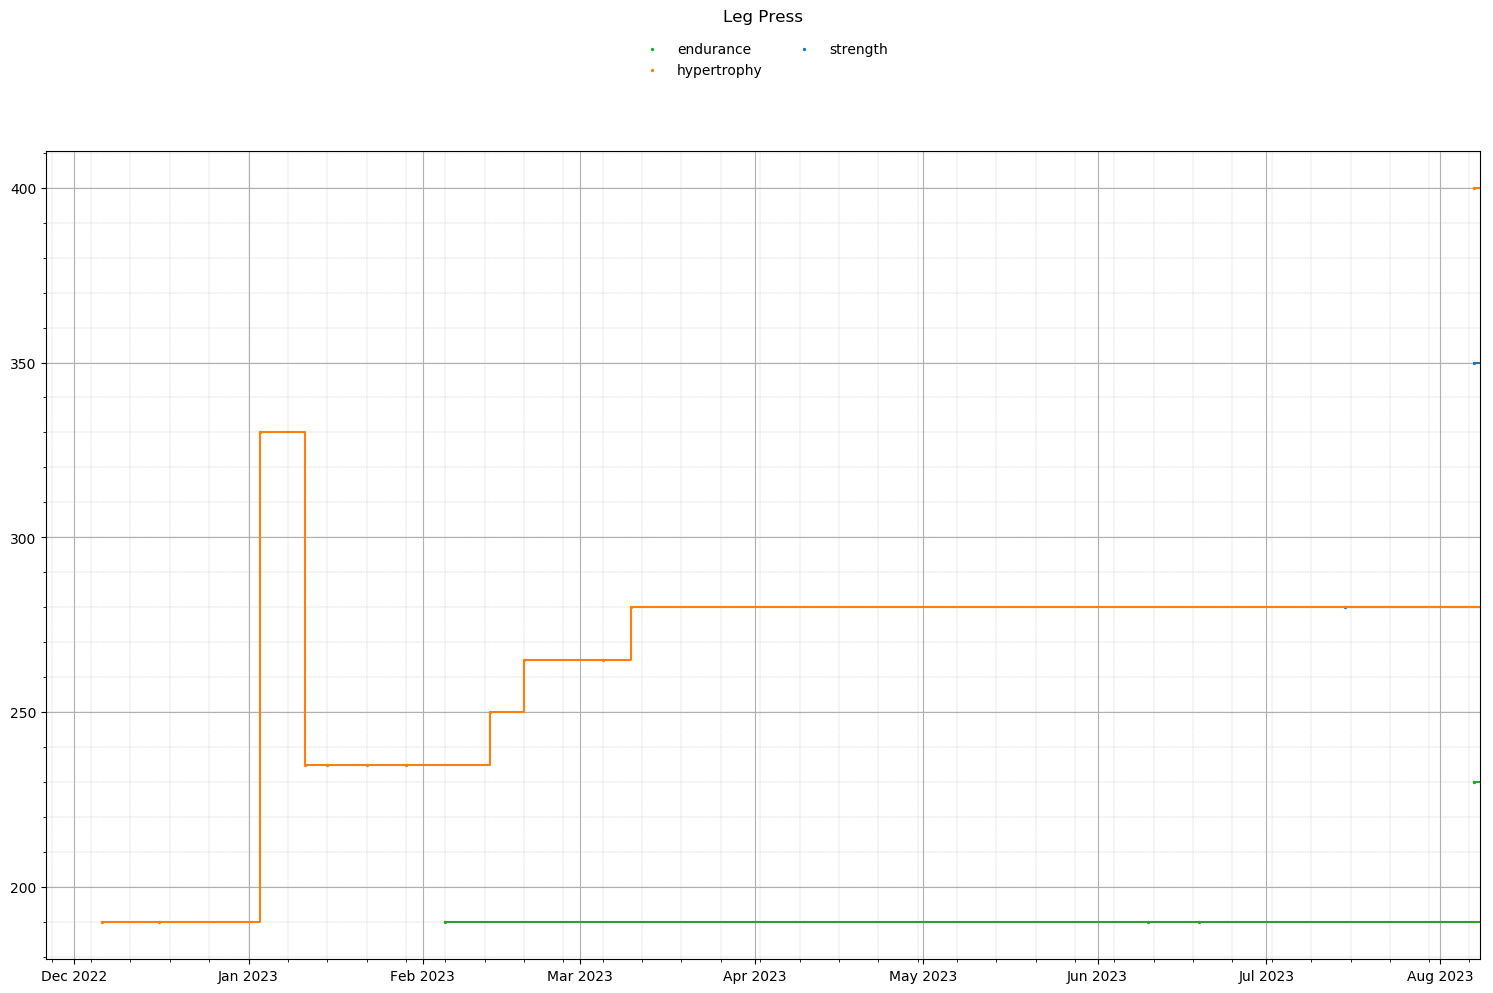 Leg Press
endurance
strength
hypertrophy
400
350
300
250
200
Dec 2022
Jan 2023
Feb 2023
Mar 2023
Apr 2023
May 2023
Jun 2023
Jul 2023
Aug 2023